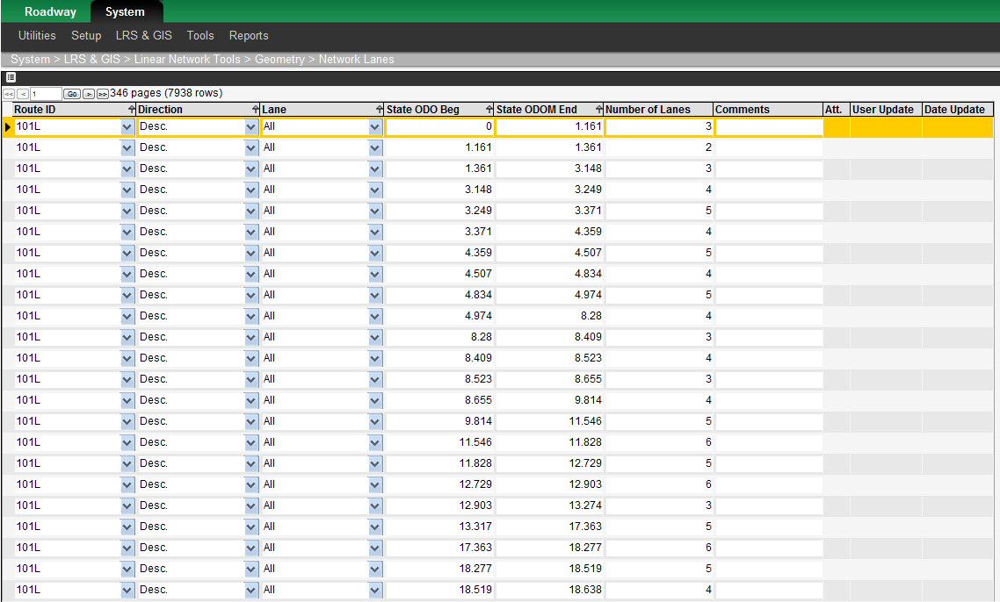 Roadway System
Utilities Setup LRS & GIS Tools Reports
System > LRS & GIS > Linear Network Tools > Geometry > Network Lanes
<< < 1 Go > >> 346 pages (7938 rows)
Route ID Direction Lane State ODO Beg State ODOM End Number of Lanes Comments Att. User Update Date Update
101L Desc. All 0 1.161 3
101L Desc. All 1.161 1.361 2
101L Desc. All 1.361 3.148 3
101L Desc. All 3.148 3.249 4
101L Desc. All 3.249 3.371 5
101L Desc. All 3.371 4.359 4
101L Desc. All 4.359 4.507 5
101L Desc. All 4.507 4.834 4
101L Desc. All 4.834 4.974 5
101L Desc. All 4.974 8.28 4
101L Desc. All 8.28 8.409 3
101L Desc. All 8.409 8.523 4
101L Desc. All 8.523 8.655 3
101L Desc. All 8.655 9.814 4
101L Desc. All 9.814 11.546 5
101L Desc. All 11.546 11.828 6
101L Desc. All 11.828 12.729 5
101L Desc. All 12.729 12.903 6
101L Desc. All 12.903 13.274 3
101L Desc. All 13.317 17.363 5
101L Desc. All 17.363 18.277 6
101L Desc. All 18.277 18.519 5
101L Desc. All 18.519 18.638 4